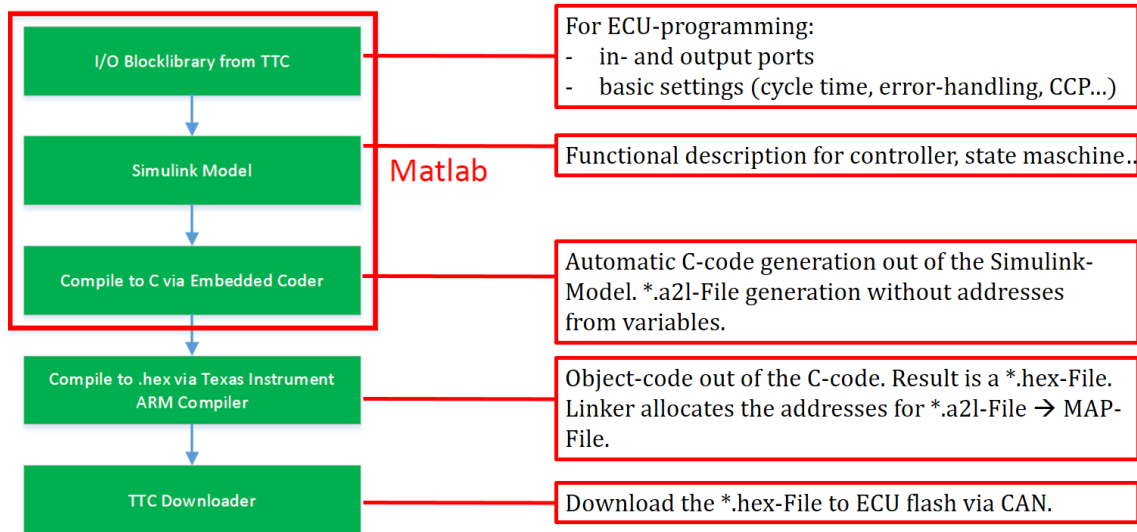 I/O Blocklibrary from TTC
For ECU-programming:
- in- and output ports
- basic settings (cycle time, error-handling, CCP...)
Simulink Model
Matlab
Functional description for controller, state maschine..
Compile to C via Embedded Coder
Automatic C-code generation out of the Simulink-
Model. *.a2l-File generation without addresses
from variables.
Compile to .hex via Texas Instrument
ARM Compiler
Object-code out of the C-code. Result is a *.hex-File.
Linker allocates the addresses for *.a2l-File → MAP-
File.
TTC Downloader
Download the *.hex-File to ECU flash via CAN.